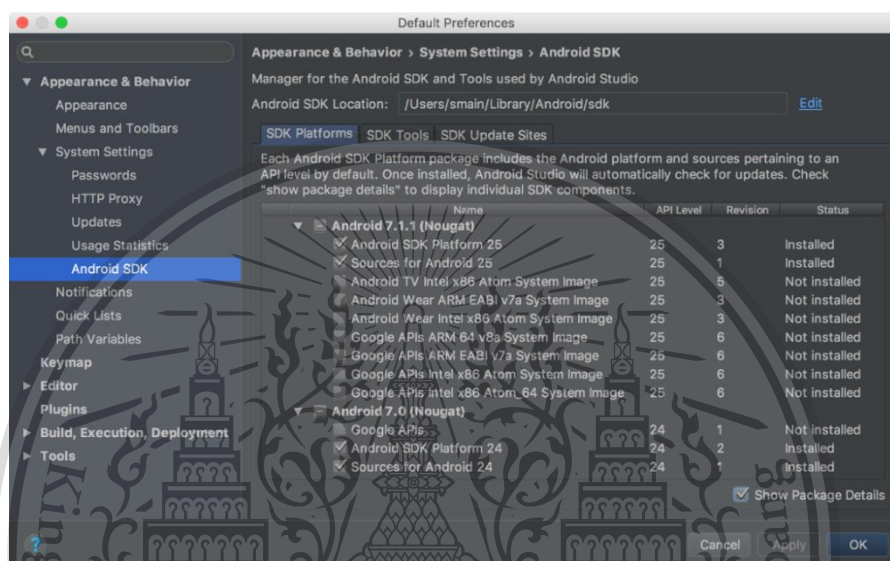 Default Preferences
Appearance & Behavior › System Settings › Android SDK
▼ Appearance & Behavior
Appearance
Menus and Toolbars
▼ System Settings
Passwords
HTTP Proxy
Updates
Usage Statistics
Android SDK
Notifications
Quick Lists
Path Variables
Keymap
▶ Editor
Plugins
▶ Build, Execution, Deployment
▶ Tools
Manager for the Android SDK and Tools used by Android Studio
Android SDK Location: /Users/smain/Library/Android/sdk Edit
SDK Platforms SDK Tools SDK Update Sites
Each Android SDK Platform package includes the Android platform and sources pertaining to an
API level by default. Once installed, Android Studio will automatically check for updates. Check
"show package details" to display individual SDK components.
Name API Level Revision Status
▼ Android 7.1.1 (Nougat)
Android SDK Platform 25 25 3 Installed
Sources for Android 25 25 1 Installed
Android TV Intel x86 Atom System Image 25 5 Not installed
Android Wear ARM EABI v7a System Image 25 3 Not installed
Android Wear Intel x86 Atom System Image 25 3 Not installed
Google APIs ARM 64 v8a System Image 25 6 Not installed
Google APIs ARM EABI v7a System Image 25 6 Not installed
Google APIs Intel x86 Atom System Image 25 6 Not installed
Google APIs Intel x86 Atom_64 System Image 25 6 Not installed
▼ Android 7.0 (Nougat)
Google APIs 24 1 Not installed
Android SDK Platform 24 24 2 Installed
Sources for Android 24 24 1 Installed
Show Package Details
? Cancel Apply OK